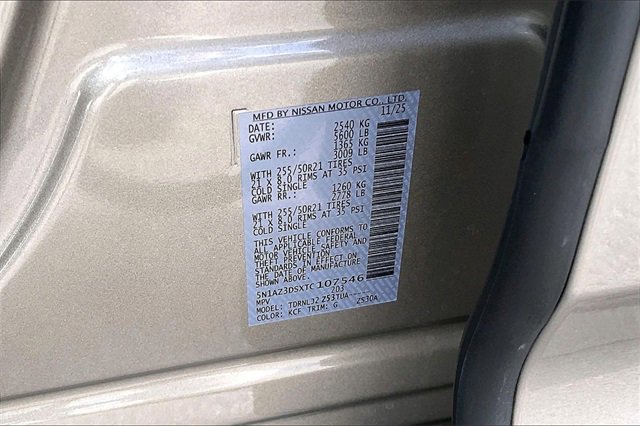 MFD BY NISSAN MOTOR CO., LTD.
DATE: 11/25
GVWR: 2540 KG
5600 LB
GAWR FR.: 1365 KG
3009 LB
WITH 255/50R21 TIRES
21 X 8.0 RIMS AT 35 PSI
COLD SINGLE
GAWR RR.: 1260 KG
2778 LB
WITH 255/50R21 TIRES
21 X 8.0 RIMS AT 35 PSI
COLD SINGLE
THIS VEHICLE CONFORMS TO
ALL APPLICABLE FEDERAL
MOTOR VEHICLE SAFETY AND
THEFT PREVENTION
STANDARDS IN EFFECT ON
THE DATE OF MANUFACTURE
SHOWN ABOVE.
5N1AZ3DSXTC107546
MPV 2D3
MODEL: TDRNLJZ Z53TUA-----
COLOR: KCF TRIM: G Z53OA